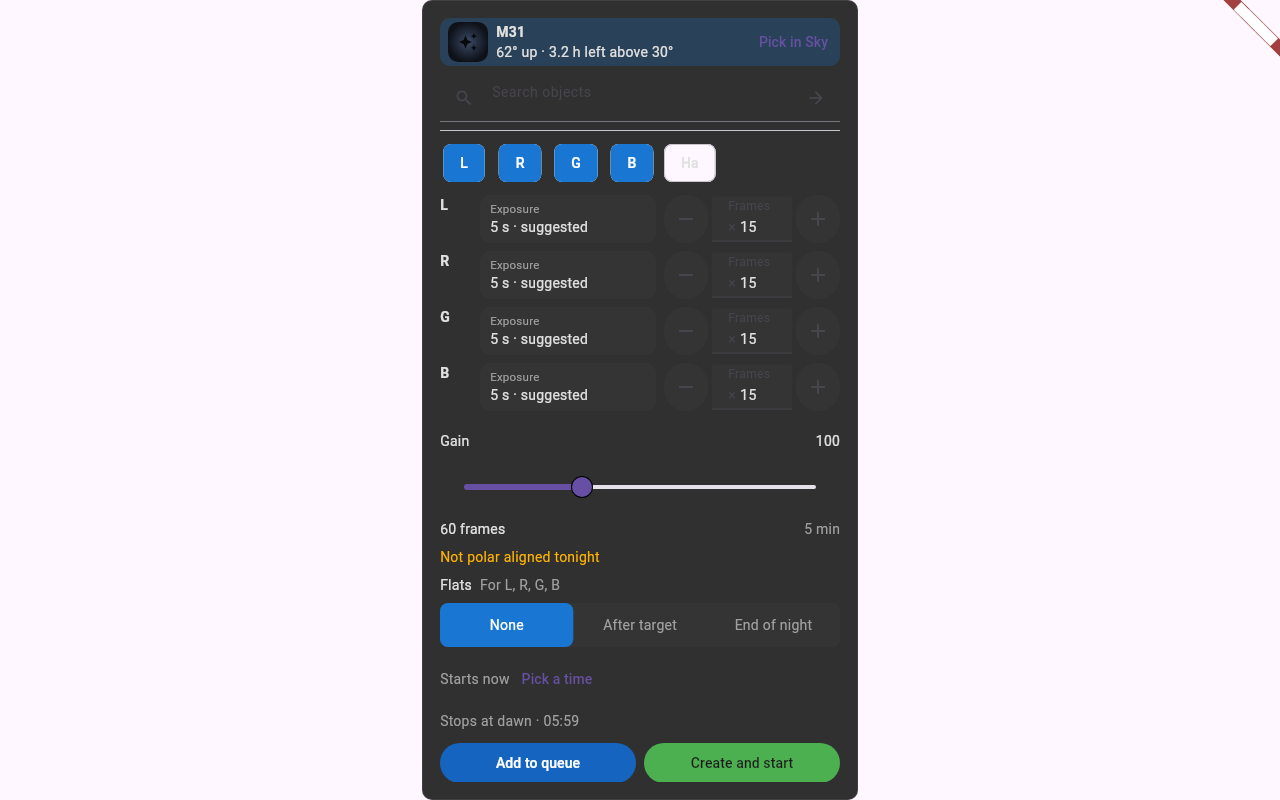 M31
62° up · 3.2 h left above 30°
Pick in Sky
Search objects
L
R
G
B
Ha
L
Exposure
5 s · suggested
Frames
× 15
R
Exposure
5 s · suggested
Frames
× 15
G
Exposure
5 s · suggested
Frames
× 15
B
Exposure
5 s · suggested
Frames
× 15
Gain
100
60 frames
5 min
Not polar aligned tonight
Flats For L, R, G, B
None
After target
End of night
Starts now
Pick a time
Stops at dawn · 05:59
Add to queue
Create and start